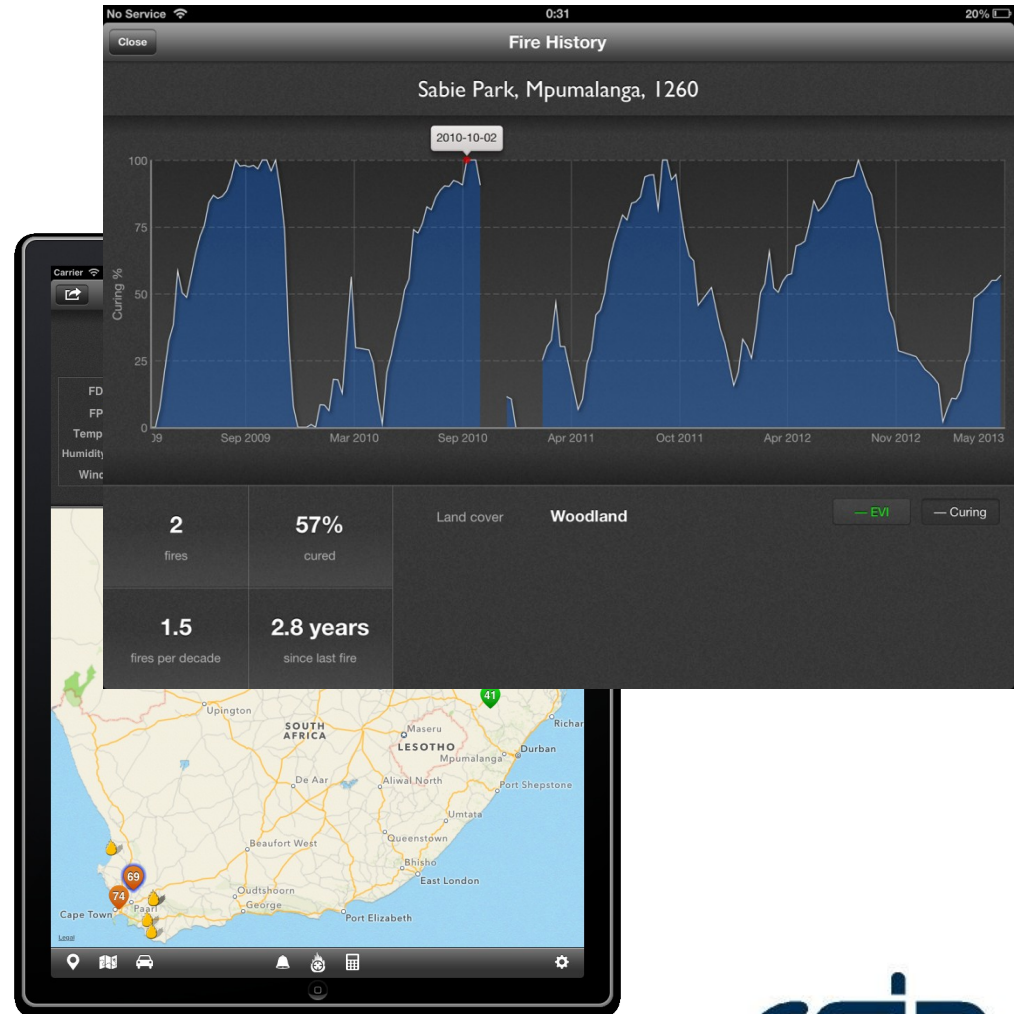 No Service 0:31 20%
Close Fire History
Sabie Park, Mpumalanga, 1260
2010-10-02
100
75
50
25
0
Curing %
09 Sep 2009 Mar 2010 Sep 2010 Apr 2011 Oct 2011 Apr 2012 Nov 2012 May 2013
2 57% Land cover Woodland — EVI — Curing
fires cured
1.5 2.8 years
fires per decade since last fire
Carrier
FD
FP
Temp
Humidity
Wind
41
Upington
SOUTH
AFRICA
Maseru
Richar
LESOTHO
Durban
Mpumalanga
De Aar
Aliwal North
Port Shepstone
Umtata
Queenstown
Beaufort West
Bhisho
East London
69
Oudtshoorn
74
George
Paarl
Cape Town
Port Elizabeth
Legal